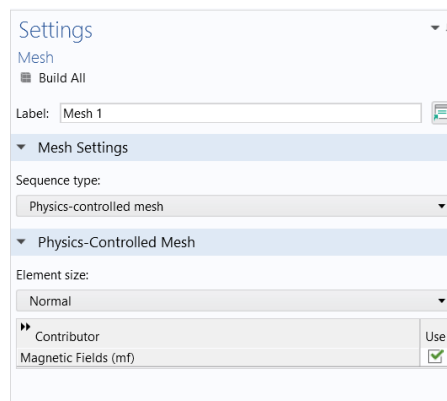 Settings
Mesh
Build All
Label: Mesh 1
Mesh Settings
Sequence type:
Physics-controlled mesh
Physics-Controlled Mesh
Element size:
Normal
Contributor Use
Magnetic Fields (mf)